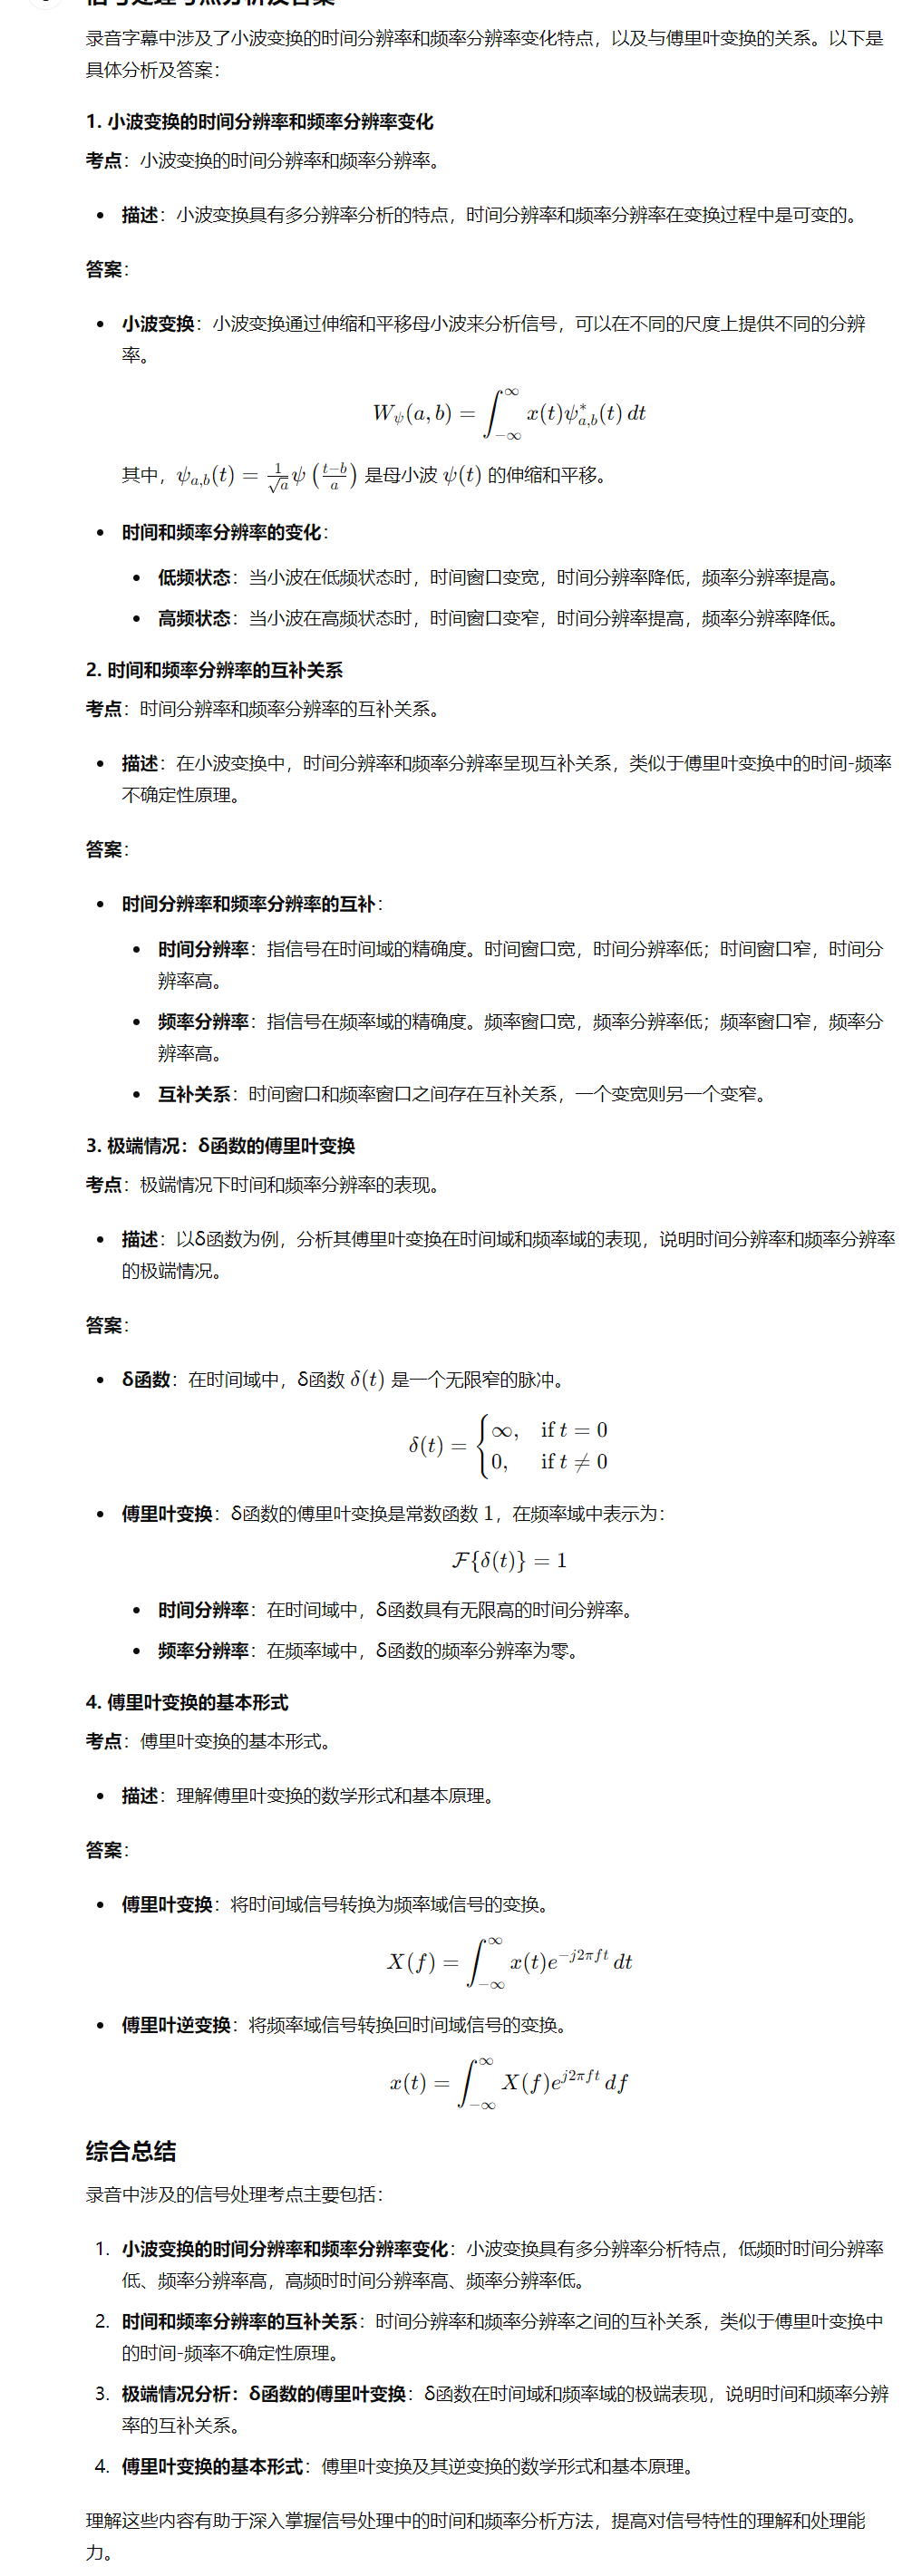 信号处理考点分析及答案
录音字幕中涉及了小波变换的时间分辨率和频率分辨率变化特点，以及与傅里叶变换的关系。以下是
具体分析及答案：
1. 小波变换的时间分辨率和频率分辨率变化
考点：小波变换的时间分辨率和频率分辨率。
• 描述：小波变换具有多分辨率分析的特点，时间分辨率和频率分辨率在变换过程中是可变的。
答案：
• 小波变换：小波变换通过伸缩和平移母小波来分析信号，可以在不同的尺度上提供不同的分辨
率。
W_ψ(a, b) = ∫_{−∞}^{∞} x(t)ψ*_{a,b}(t) dt
其中，ψ_{a,b}(t) = 1/√a ψ((t−b)/a) 是母小波 ψ(t) 的伸缩和平移。
• 时间和频率分辨率的变化：
• 低频状态：当小波在低频状态时，时间窗口变宽，时间分辨率降低，频率分辨率提高。
• 高频状态：当小波在高频状态时，时间窗口变窄，时间分辨率提高，频率分辨率降低。
2. 时间和频率分辨率的互补关系
考点：时间分辨率和频率分辨率的互补关系。
• 描述：在小波变换中，时间分辨率和频率分辨率呈现互补关系，类似于傅里叶变换中的时间-频率
不确定性原理。
答案：
• 时间分辨率和频率分辨率的互补：
• 时间分辨率：指信号在时间域的精确度。时间窗口宽，时间分辨率低；时间窗口窄，时间分
辨率高。
• 频率分辨率：指信号在频率域的精确度。频率窗口宽，频率分辨率低；频率窗口窄，频率分
辨率高。
• 互补关系：时间窗口和频率窗口之间存在互补关系，一个变宽则另一个变窄。
3. 极端情况：δ函数的傅里叶变换
考点：极端情况下时间和频率分辨率的表现。
• 描述：以δ函数为例，分析其傅里叶变换在时间域和频率域的表现，说明时间分辨率和频率分辨率
的极端情况。
答案：
• δ函数：在时间域中，δ函数 δ(t) 是一个无限窄的脉冲。
δ(t) = { ∞, if t = 0
0, if t ≠ 0
• 傅里叶变换：δ函数的傅里叶变换是常数函数 1，在频率域中表示为：
ℱ{δ(t)} = 1
• 时间分辨率：在时间域中，δ函数具有无限高的时间分辨率。
• 频率分辨率：在频率域中，δ函数的频率分辨率为零。
4. 傅里叶变换的基本形式
考点：傅里叶变换的基本形式。
• 描述：理解傅里叶变换的数学形式和基本原理。
答案：
• 傅里叶变换：将时间域信号转换为频率域信号的变换。
X(f) = ∫_{−∞}^{∞} x(t)e^{−j2πft} dt
• 傅里叶逆变换：将频率域信号转换回时间域信号的变换。
x(t) = ∫_{−∞}^{∞} X(f)e^{j2πft} df
综合总结
录音中涉及的信号处理考点主要包括：
1. 小波变换的时间分辨率和频率分辨率变化：小波变换具有多分辨率分析特点，低频时时间分辨率
低、频率分辨率高，高频时时间分辨率高、频率分辨率低。
2. 时间和频率分辨率的互补关系：时间分辨率和频率分辨率之间的互补关系，类似于傅里叶变换中
的时间-频率不确定性原理。
3. 极端情况分析：δ函数的傅里叶变换：δ函数在时间域和频率域的极端表现，说明时间和频率分辨
率的互补关系。
4. 傅里叶变换的基本形式：傅里叶变换及其逆变换的数学形式和基本原理。
理解这些内容有助于深入掌握信号处理中的时间和频率分析方法，提高对信号特性的理解和处理能
力。